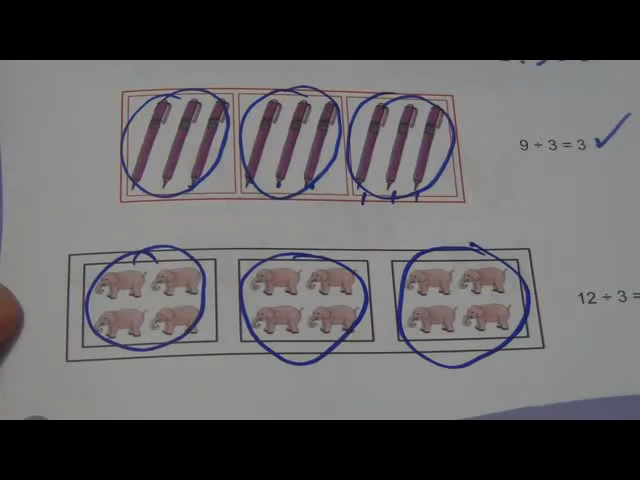 9 ÷ 3 = 3
12 ÷ 3 =